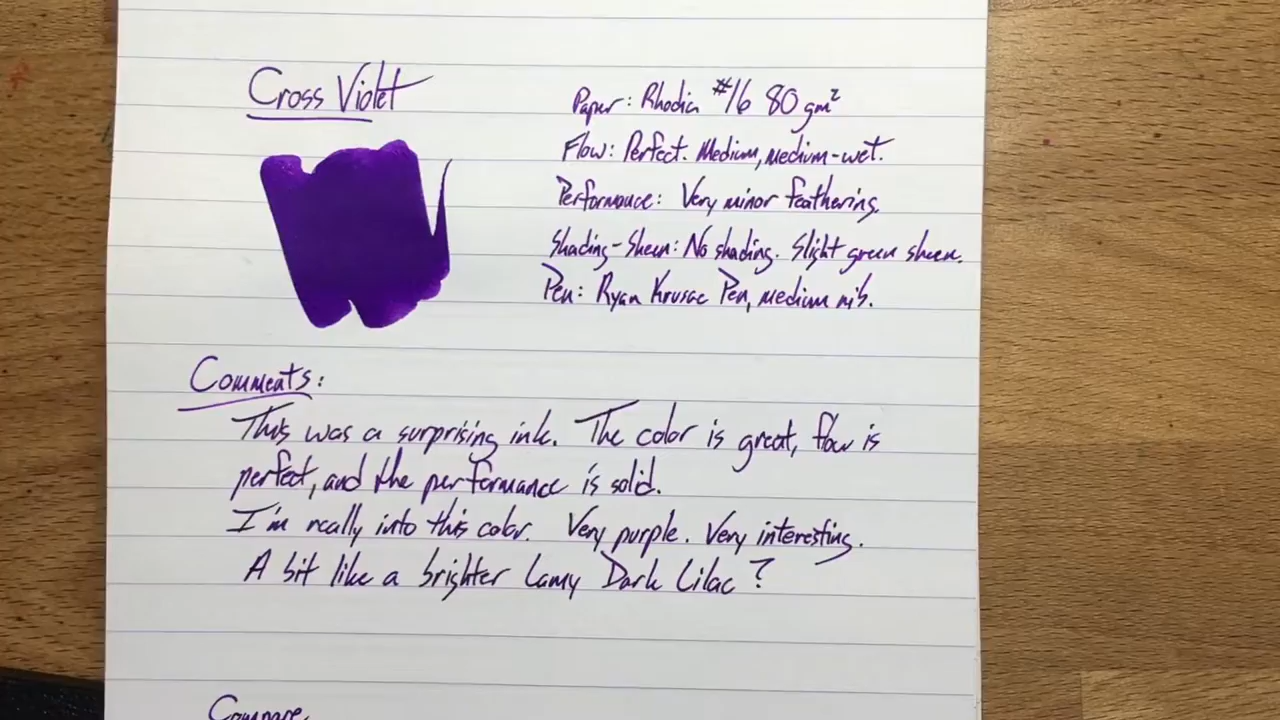 Cross Violet
Paper: Rhodia #16 80 gm²
Flow: Perfect. Medium, medium-wet.
Performance: Very minor feathering.
Shading-Sheen: No shading. Slight green sheen.
Pen: Ryan Krusac Pen, medium nib.
Comments:
This was a surprising ink. The color is great, flow is
perfect, and the performance is solid.
I'm really into this color. Very purple. Very interesting.
A bit like a brighter Lamy Dark Lilac?
Compare